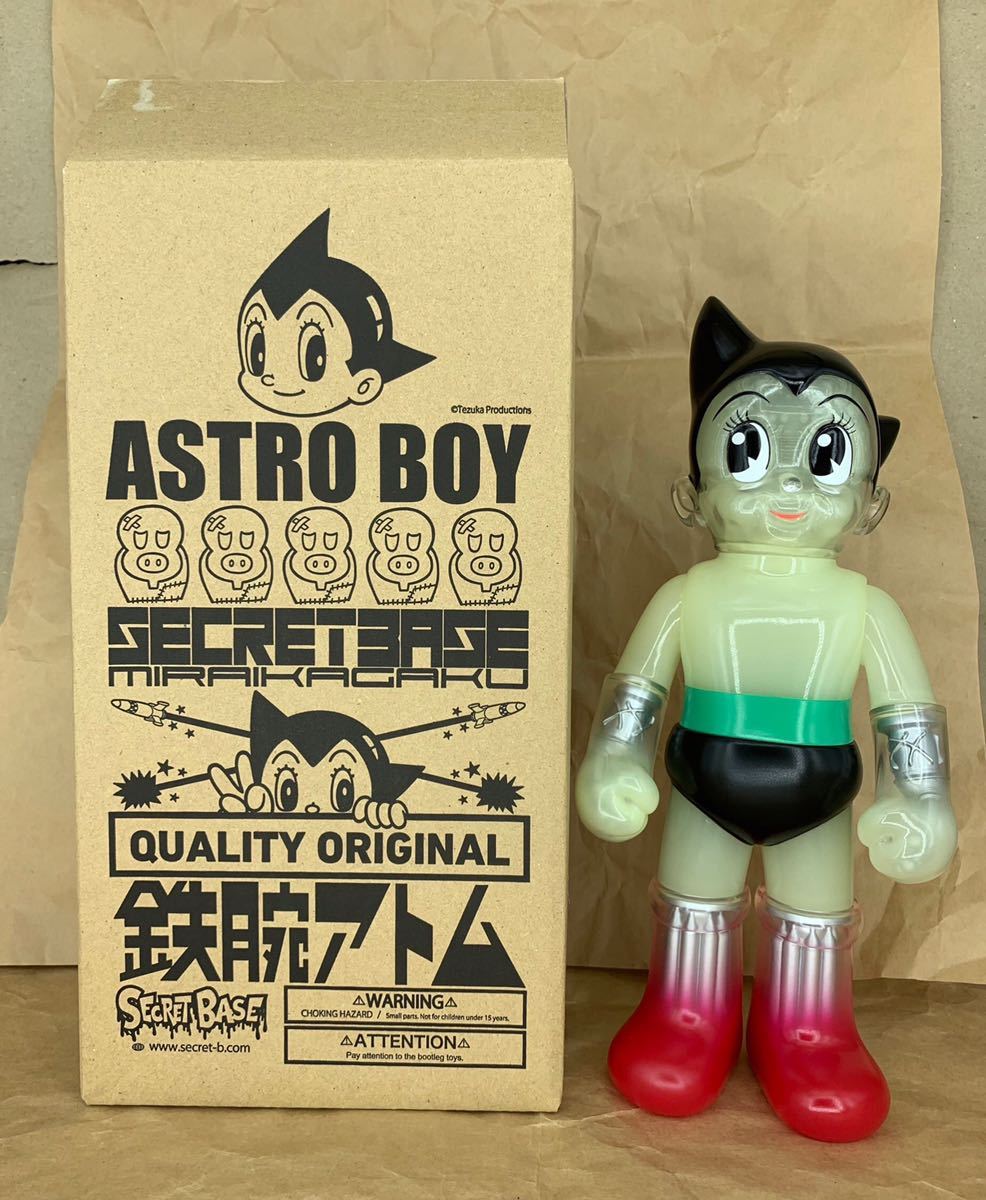 ©Tezuka Productions
ASTRO BOY
SECRETBASE
MIRAIKAGAKU
QUALITY ORIGINAL
鉄腕アトム
SECRET BASE
www.secret-b.com
⚠WARNING⚠
CHOKING HAZARD / Small parts. Not for children under 15 years.
⚠ATTENTION⚠
Pay attention to the bootleg toys.